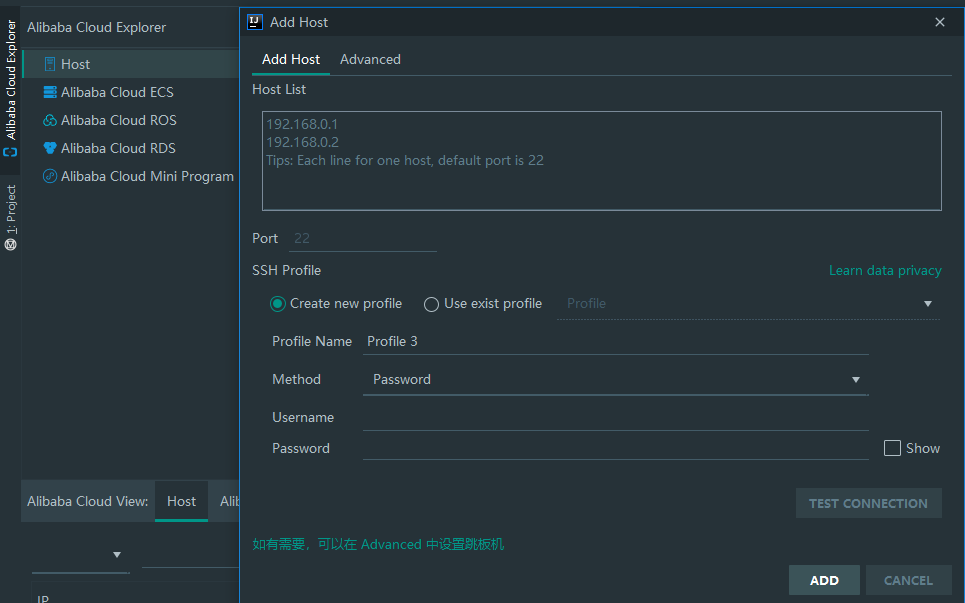 Alibaba Cloud Explorer
1: Project
Alibaba Cloud Explorer
Host
Alibaba Cloud ECS
Alibaba Cloud ROS
Alibaba Cloud RDS
Alibaba Cloud Mini Program
Alibaba Cloud View: Host Alib
IP
IJ Add Host
Add Host Advanced
Host List
192.168.0.1
192.168.0.2
Tips: Each line for one host, default port is 22
Port 22
SSH Profile Learn data privacy
Create new profile Use exist profile Profile
Profile Name Profile 3
Method Password
Username
Password Show
TEST CONNECTION
如有需要，可以在 Advanced 中设置跳板机
ADD CANCEL